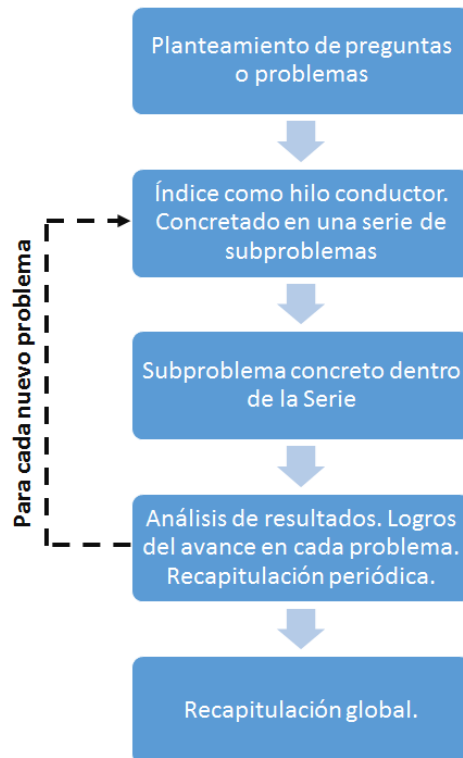 Planteamiento de preguntas
o problemas
Índice como hilo conductor.
Concretado en una serie de
subproblemas
Para cada nuevo problema
Subproblema concreto dentro
de la Serie
Análisis de resultados. Logros
del avance en cada problema.
Recapitulación periódica.
Recapitulación global.